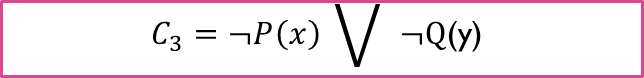 C₃ = ¬P(x) ⋁ ¬Q(y)